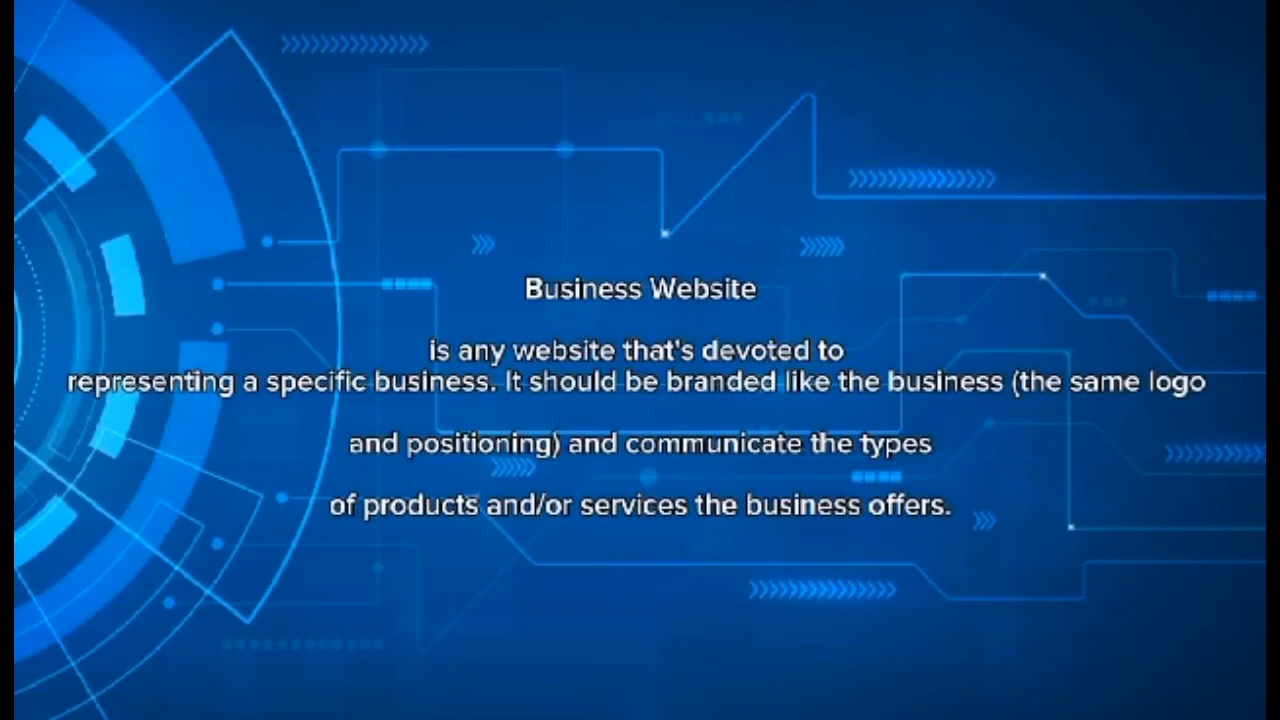 Business Website
is any website that's devoted to
representing a specific business. It should be branded like the business (the same logo
and positioning) and communicate the types
of products and/or services the business offers.